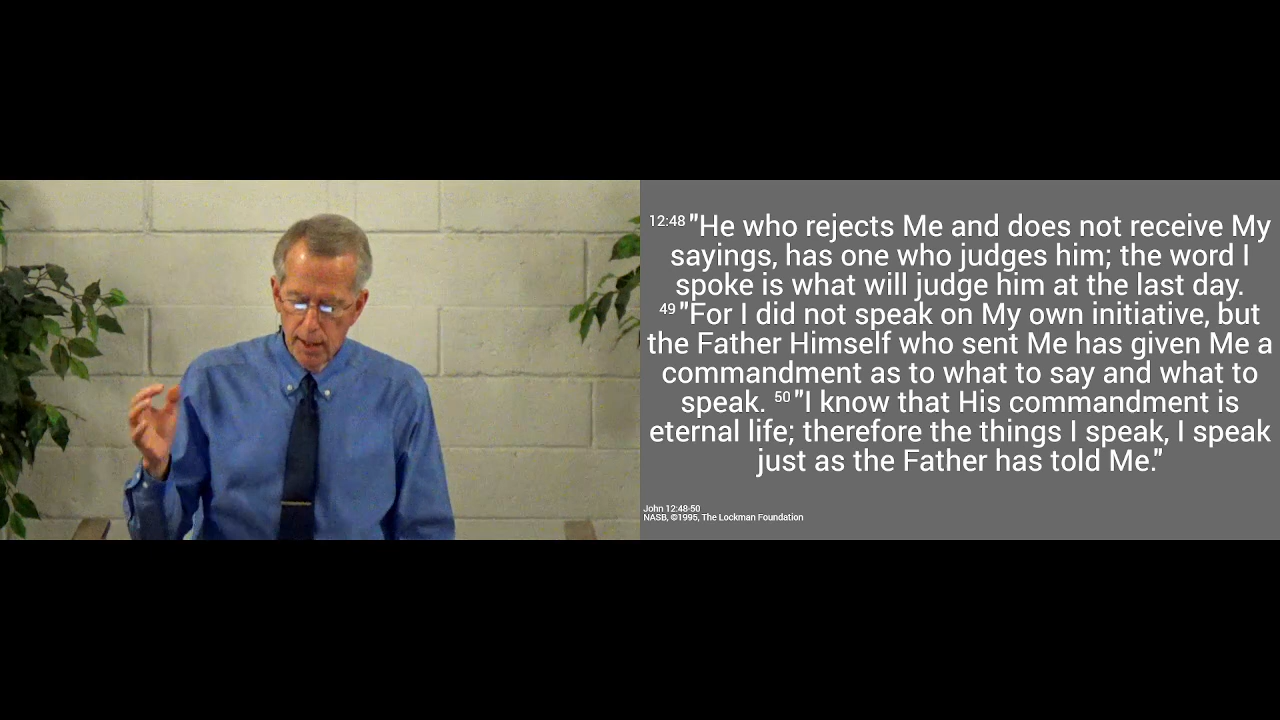 12:48 "He who rejects Me and does not receive My
sayings, has one who judges him; the word I
spoke is what will judge him at the last day.
49 "For I did not speak on My own initiative, but
the Father Himself who sent Me has given Me a
commandment as to what to say and what to
speak. 50 "I know that His commandment is
eternal life; therefore the things I speak, I speak
just as the Father has told Me."
John 12:48-50
NASB, ©1995, The Lockman Foundation